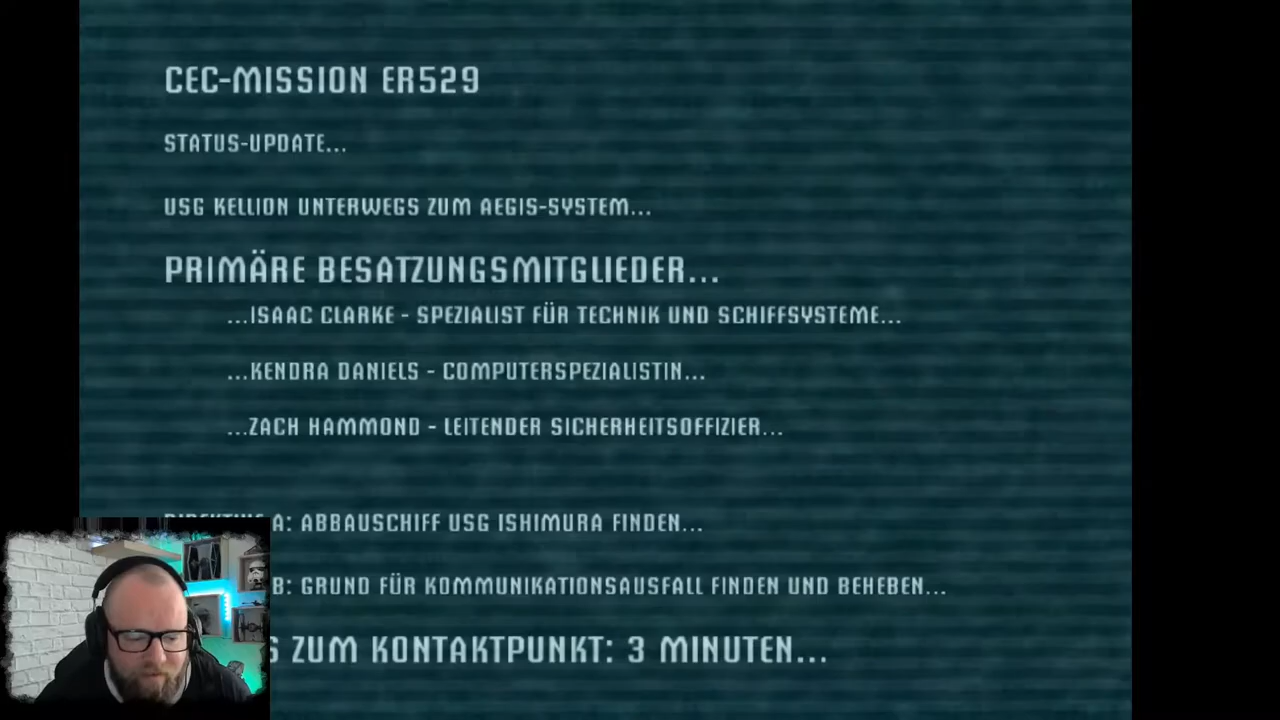 CEC-MISSION ER529
STATUS-UPDATE...
USG KELLION UNTERWEGS ZUM AEGIS-SYSTEM...
PRIMÄRE BESATZUNGSMITGLIEDER...
...ISAAC CLARKE - SPEZIALIST FÜR TECHNIK UND SCHIFFSYSTEME...
...KENDRA DANIELS - COMPUTERSPEZIALISTIN...
...ZACH HAMMOND - LEITENDER SICHERHEITSOFFIZIER...
A: ABBAUSCHIFF USG ISHIMURA FINDEN...
B: GRUND FÜR KOMMUNIKATIONSAUSFALL FINDEN UND BEHEBEN...
ZUM KONTAKTPUNKT: 3 MINUTEN...